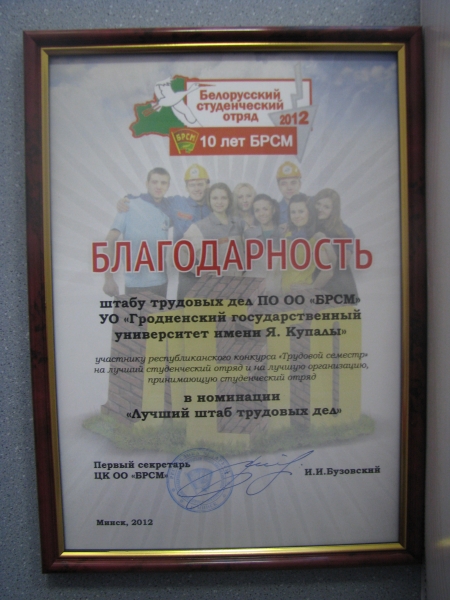 Белорусский
студенческий
отряд 2012
БРСМ 10 лет БРСМ
БЛАГОДАРНОСТЬ
штабу трудовых дел ПО ОО «БРСМ»
УО «Гродненский государственный
университет имени Я. Купалы»
участнику республиканского конкурса «Трудовой семестр»
на лучший студенческий отряд и на лучшую организацию,
принимающую студенческий отряд
в номинации
«Лучший штаб трудовых дел»
Первый секретарь
ЦК ОО «БРСМ» И.И.Бузовский
Минск, 2012